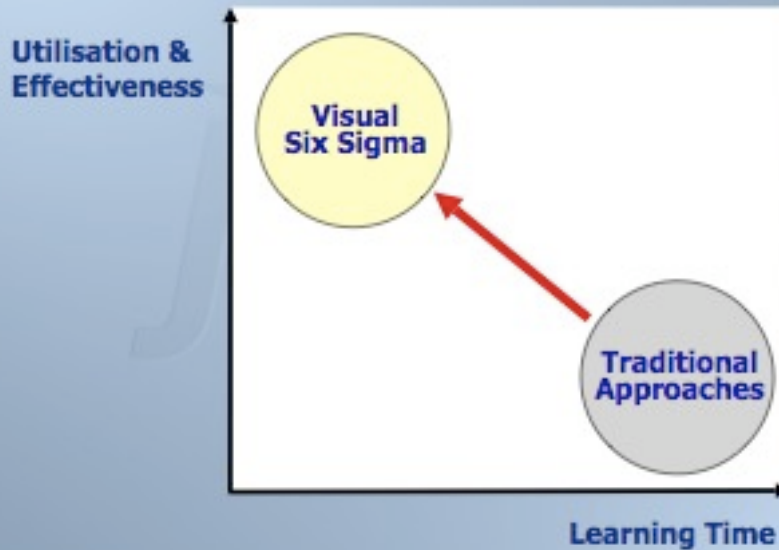 Utilisation &
Effectiveness
Visual
Six Sigma
Traditional
Approaches
Learning Time